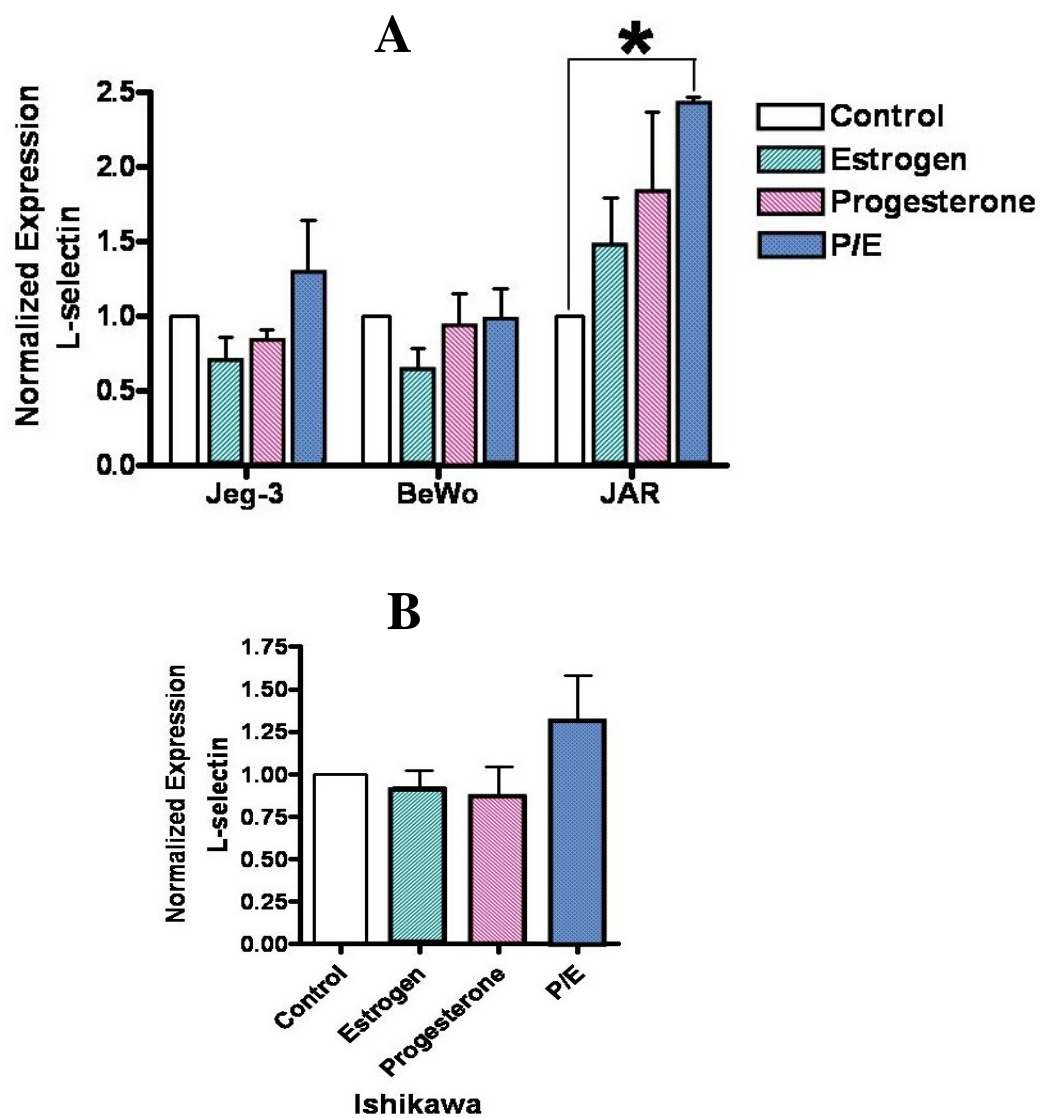 A
*
Normalized Expression
L-selectin
2.5
2.0
1.5
1.0
0.5
0.0
Jeg-3 BeWo JAR
Control
Estrogen
Progesterone
P/E
B
Normalized Expression
L-selectin
1.75
1.50
1.25
1.00
0.75
0.50
0.25
0.00
Control Estrogen Progesterone P/E
Ishikawa